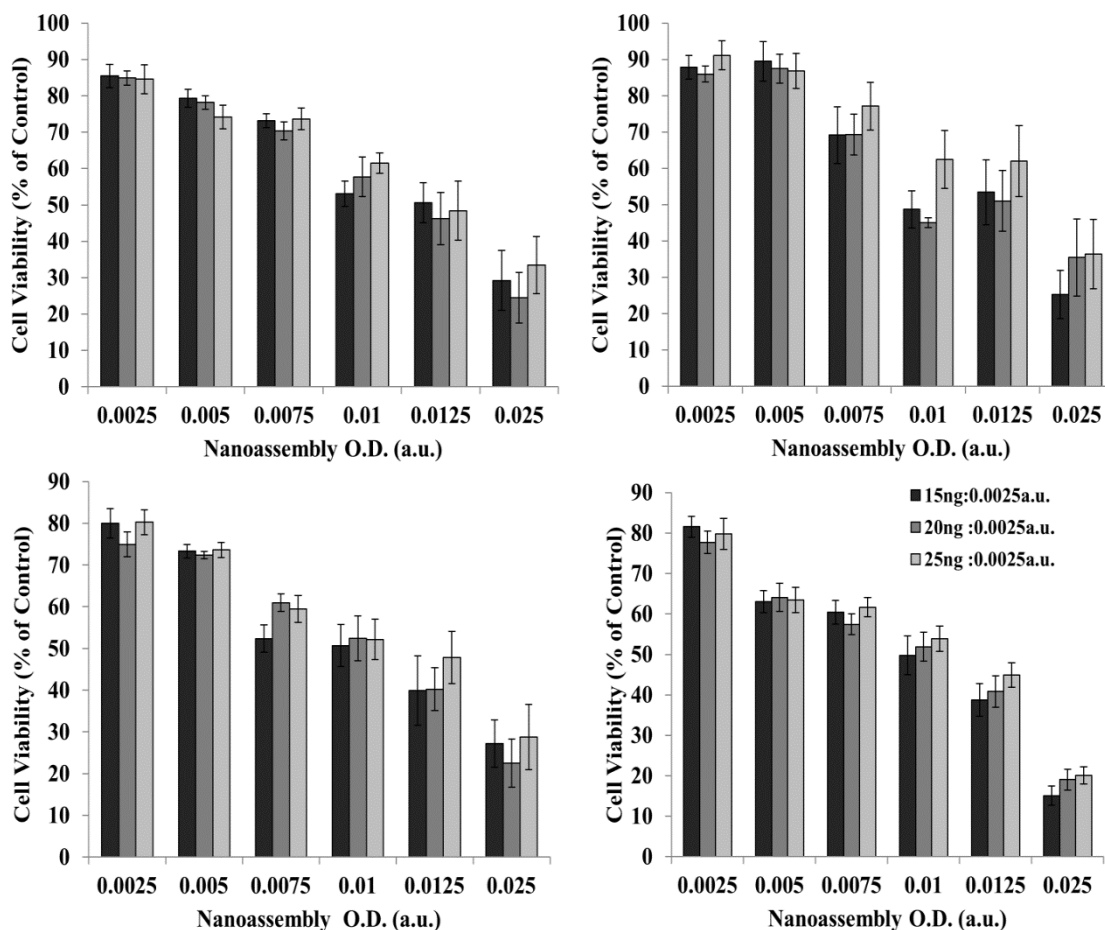 Cell Viability (% of Control)
100
90
80
70
60
50
40
30
20
10
0
0.0025 0.005 0.0075 0.01 0.0125 0.025
Nanoassembly O.D. (a.u.)
Cell Viability (% of Control)
100
90
80
70
60
50
40
30
20
10
0
0.0025 0.005 0.0075 0.01 0.0125 0.025
Nanoassembly O.D. (a.u.)
Cell Viability (% of Control)
90
80
70
60
50
40
30
20
10
0
0.0025 0.005 0.0075 0.01 0.0125 0.025
Nanoassembly O.D. (a.u.)
Cell Viability (% of Control)
90
80
70
60
50
40
30
20
10
0
15ng:0.0025a.u.
20ng :0.0025a.u.
25ng :0.0025a.u.
0.0025 0.005 0.0075 0.01 0.0125 0.025
Nanoassembly O.D. (a.u.)